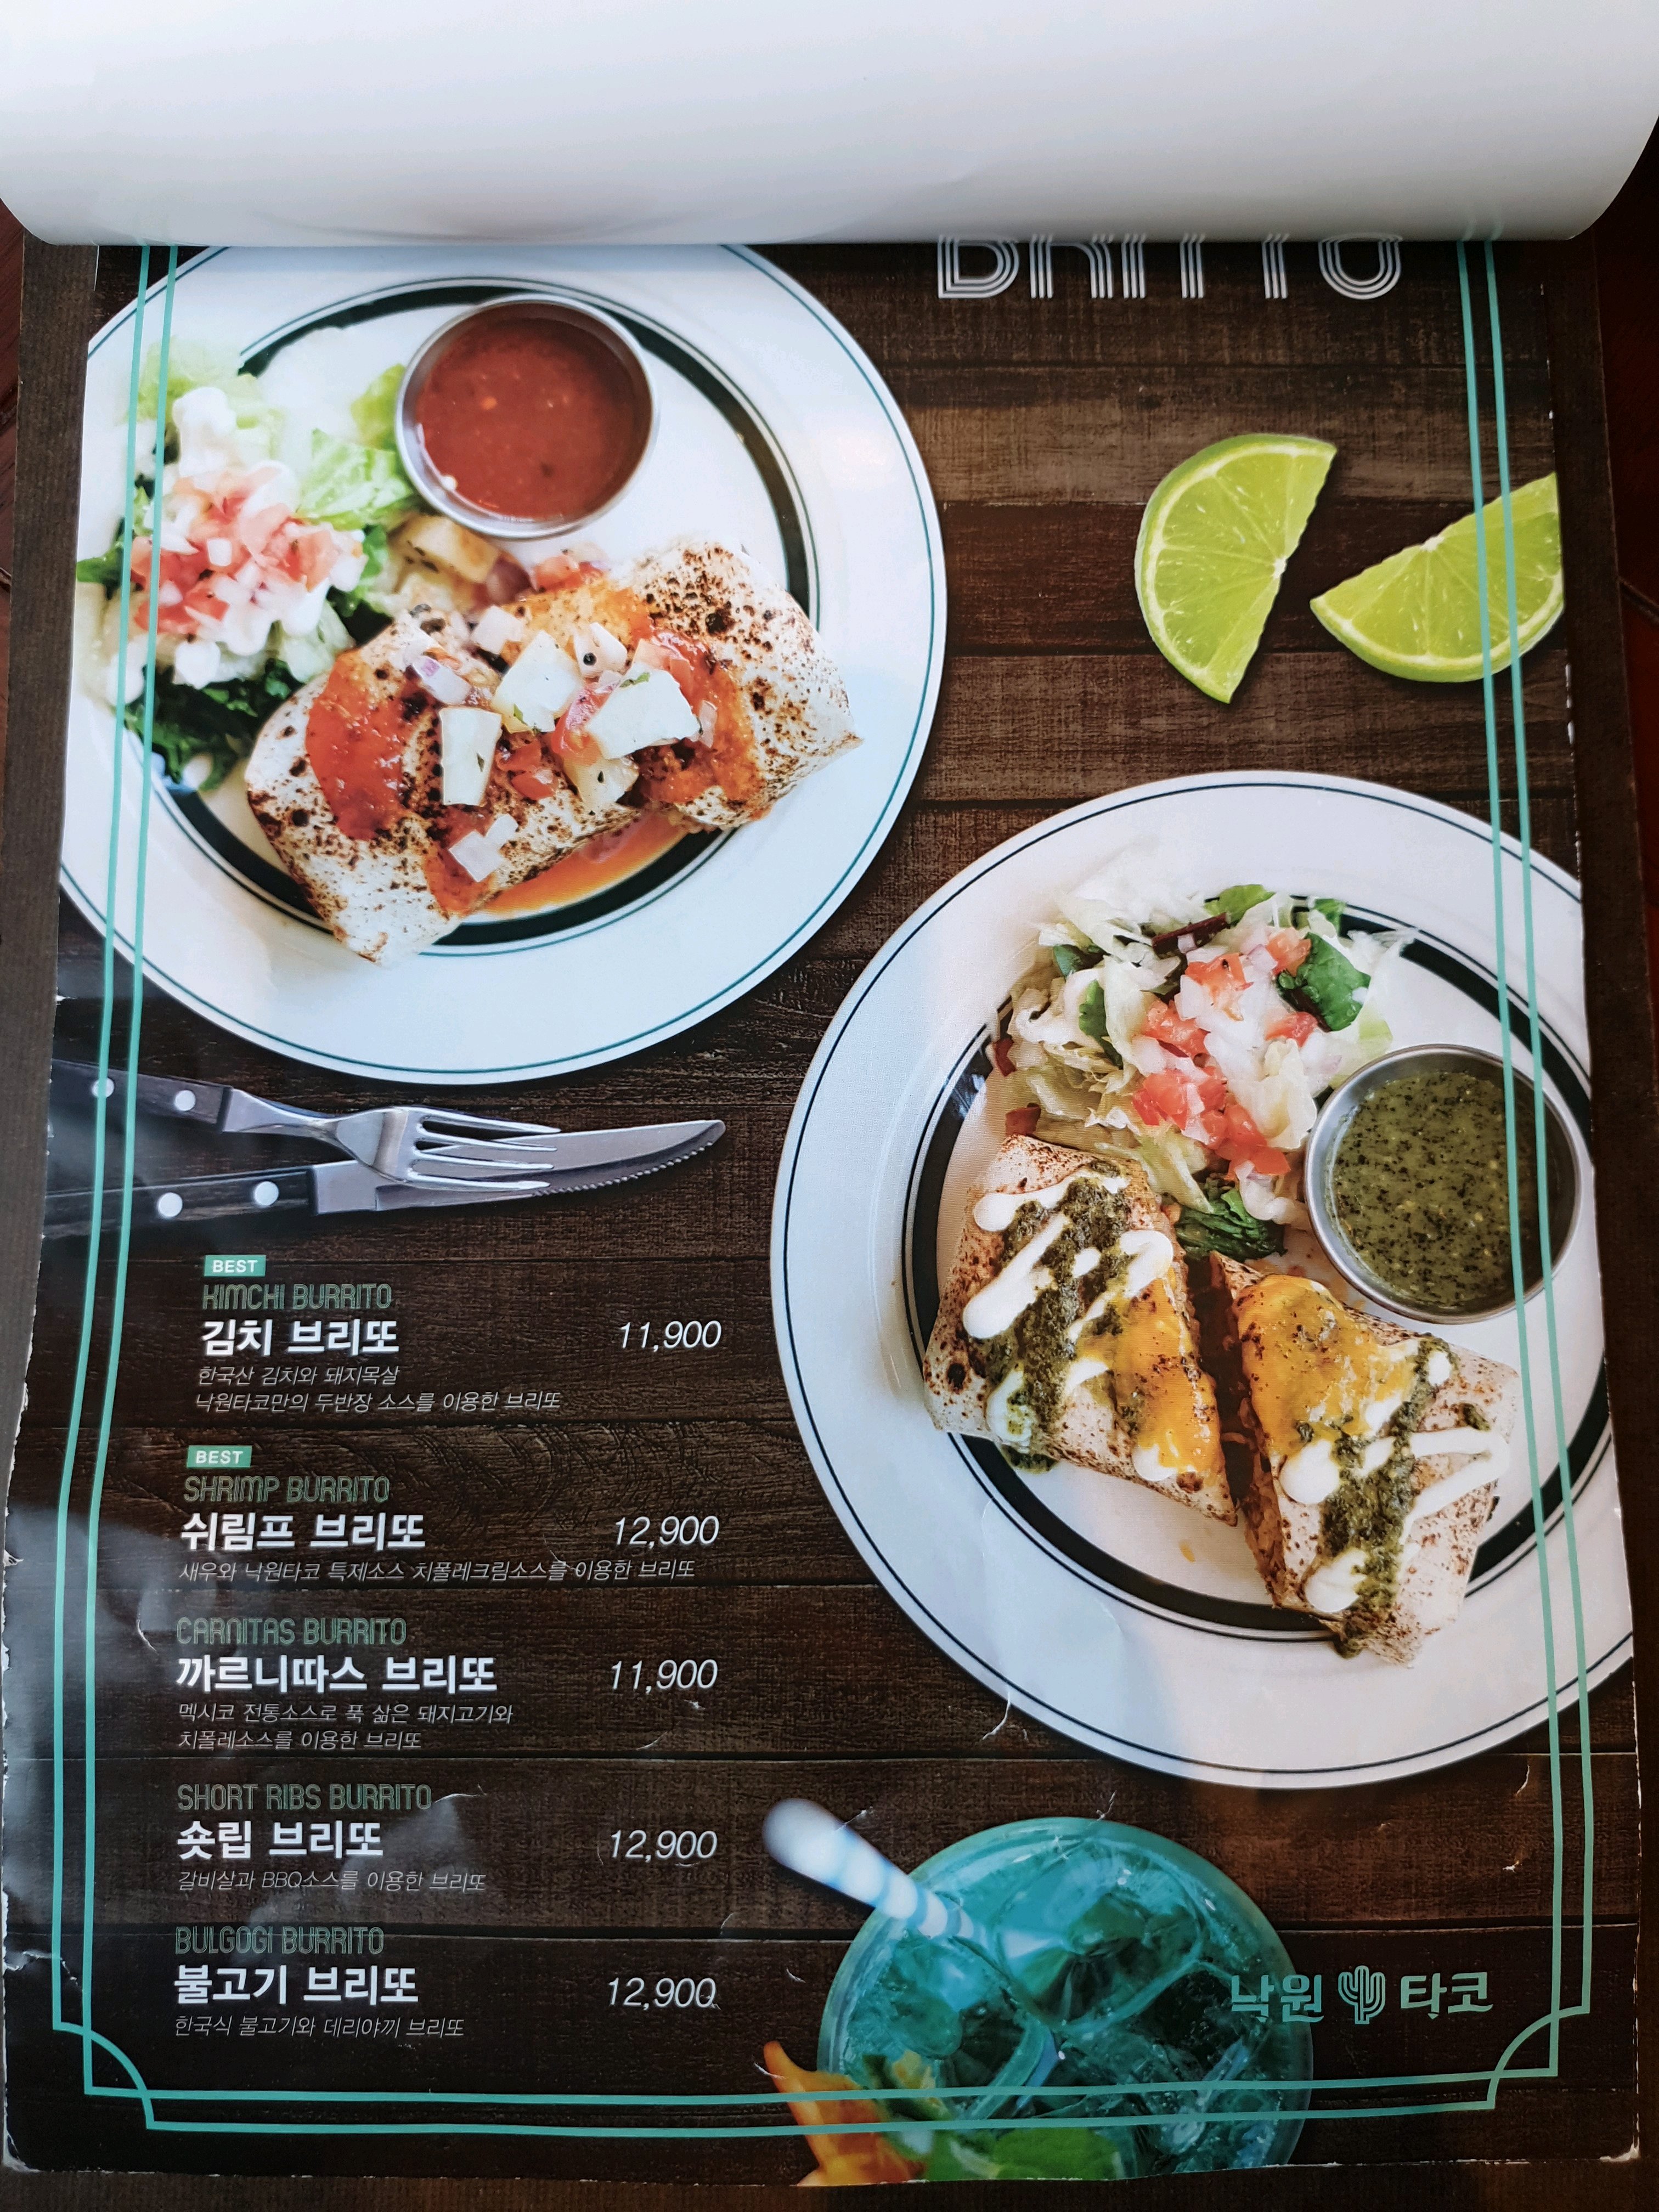 BEST
KIMCHI BURRITO
김치 브리또 11,900
한국산 김치와 돼지목살
낙원타코만의 두반장 소스를 이용한 브리또
BEST
SHRIMP BURRITO
쉬림프 브리또 12,900
새우와 낙원타코 특제소스 치폴레크림소스를 이용한 브리또
CARNITAS BURRITO
까르니따스 브리또 11,900
멕시코 전통소스로 푹 삶은 돼지고기와
치폴레소스를 이용한 브리또
SHORT RIBS BURRITO
숏립 브리또 12,900
갈비살과 BBQ소스를 이용한 브리또
BULGOGI BURRITO
불고기 브리또 12,900
한국식 불고기와 데리야끼 브리또
낙원 타코